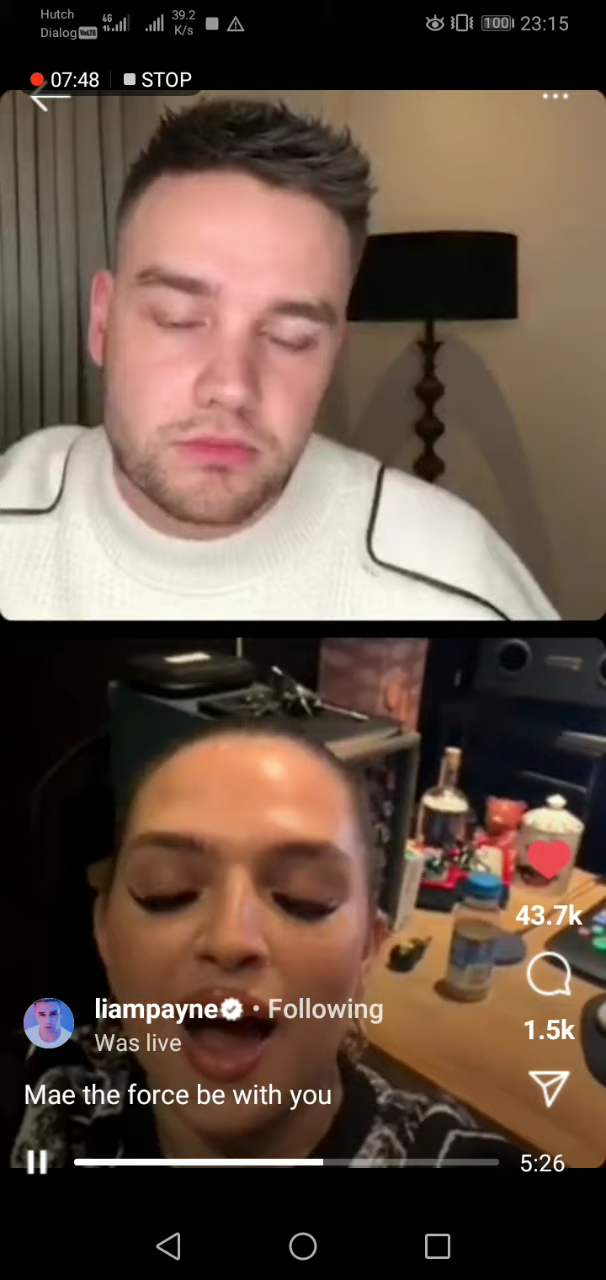 Hutch
Dialog VoLTE
4G
39.2
K/s
100
23:15
07:48
STOP
43.7k
liampayne • Following
Was live
1.5k
Mae the force be with you
5:26